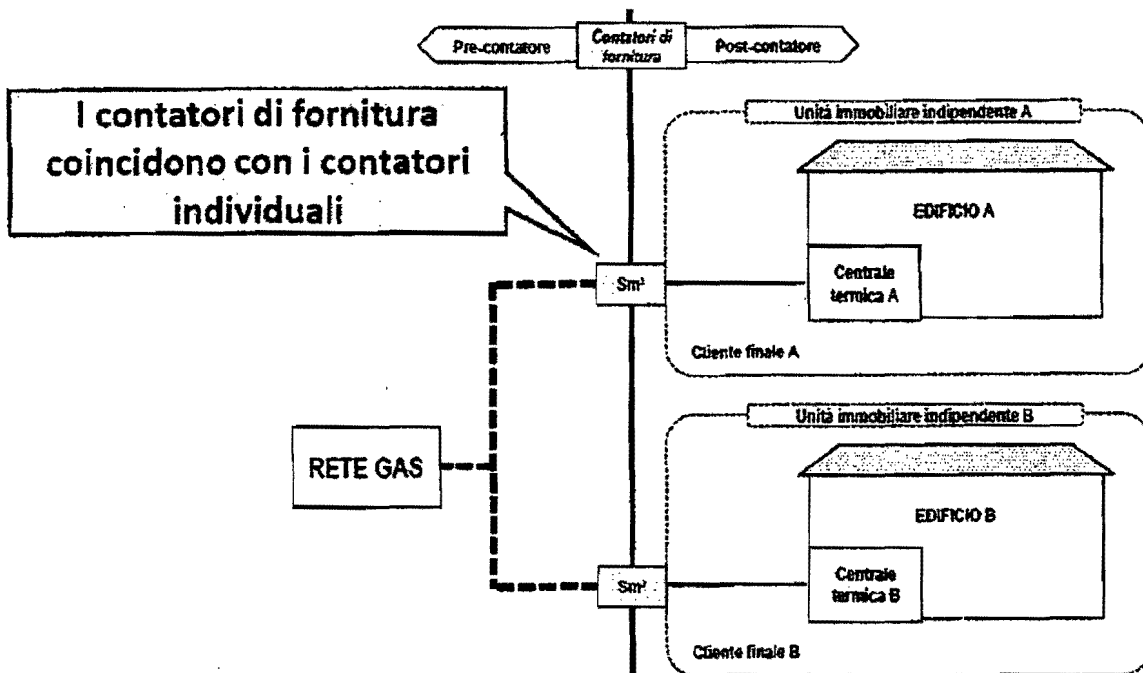 Pre-contatore
Contatori di
fornitura
Post-contatore
I contatori di fornitura
coincidono con i contatori
individuali
Unità immobiliare indipendente A
EDIFICIO A
Sm³
Centrale
termica A
Cliente finale A
Unità immobiliare indipendente B
RETE GAS
EDIFICIO B
Sm³
Centrale
termica B
Cliente finale B